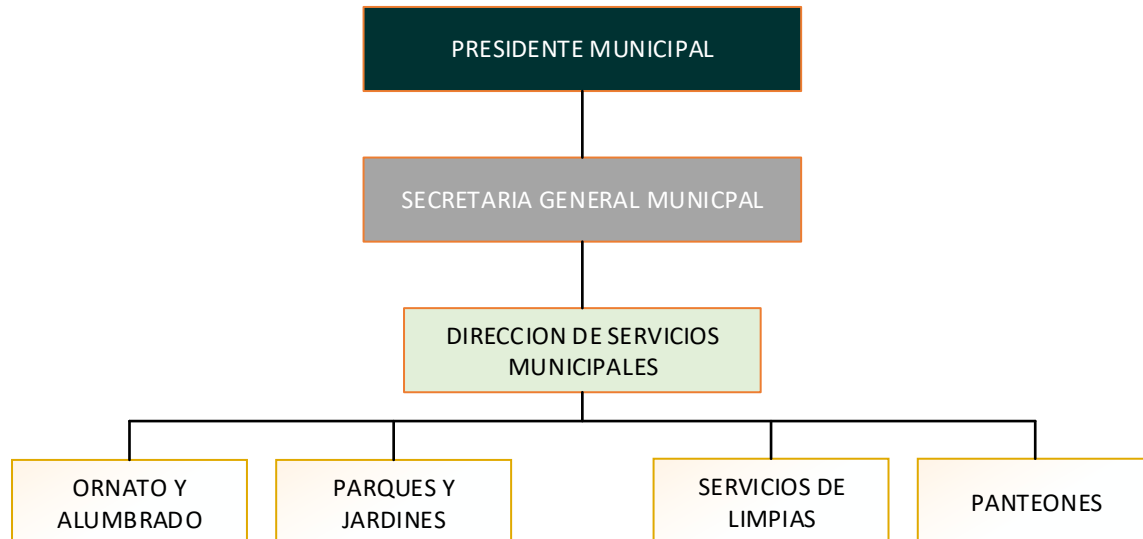 PRESIDENTE MUNICIPAL
SECRETARIA GENERAL MUNICPAL
DIRECCION DE SERVICIOS
MUNICIPALES
ORNATO Y
ALUMBRADO
PARQUES Y
JARDINES
SERVICIOS DE
LIMPIAS
PANTEONES